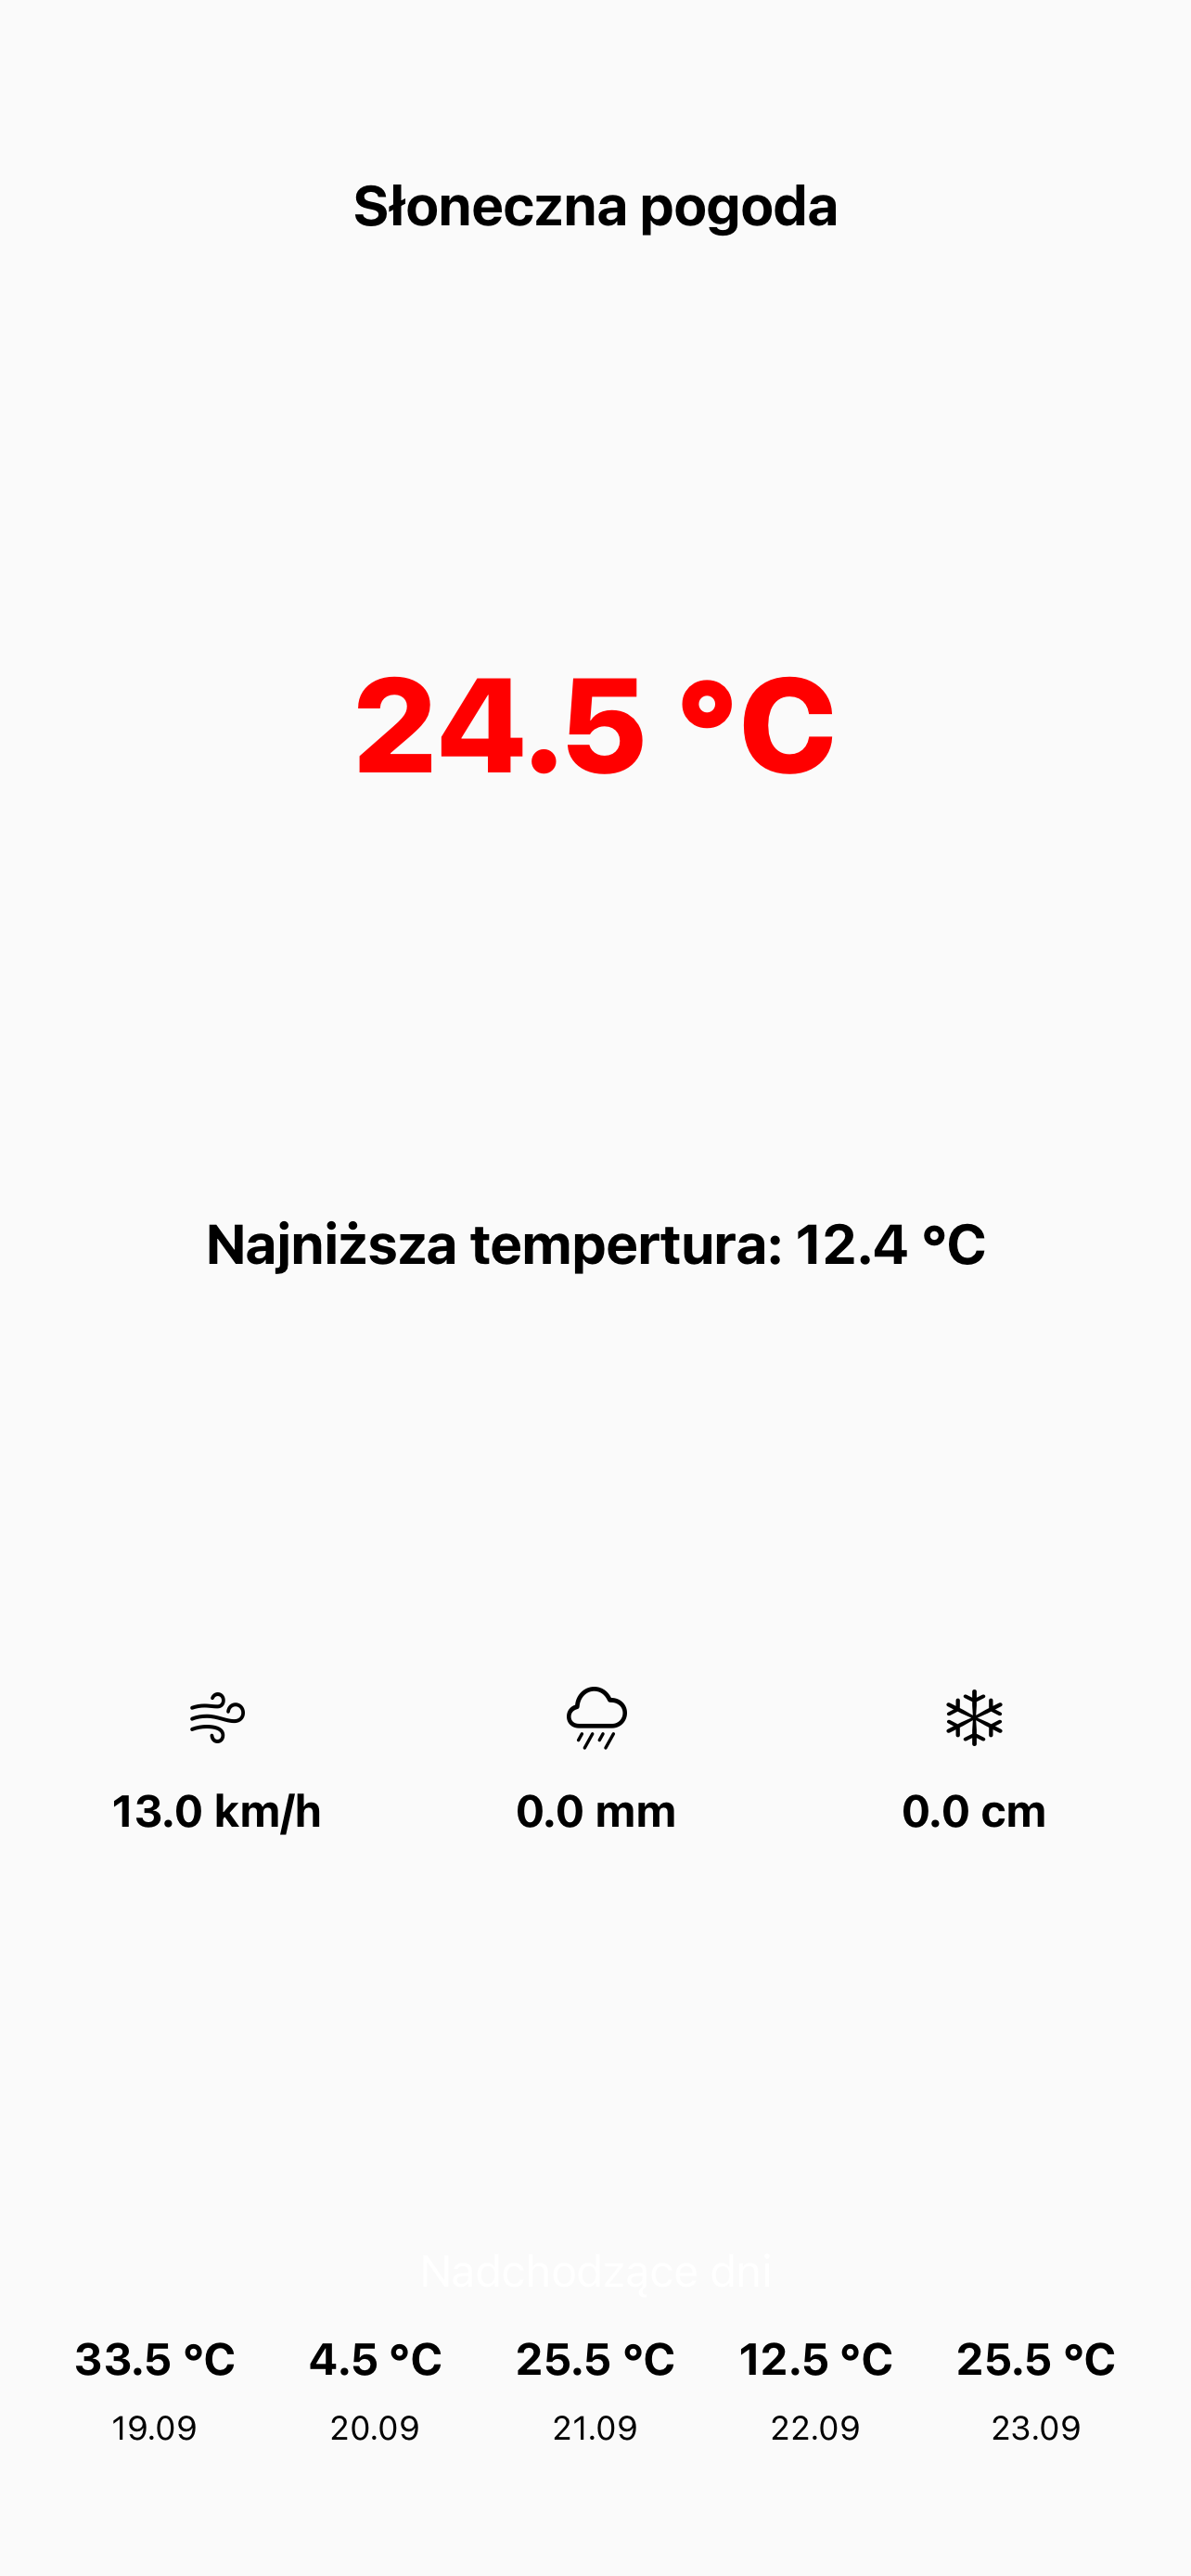 Słoneczna pogoda
24.5 °C
Najniższa tempertura: 12.4 °C
13.0 km/h 0.0 mm 0.0 cm
Nadchodzące dni
33.5 °C 4.5 °C 25.5 °C 12.5 °C 25.5 °C
19.09 20.09 21.09 22.09 23.09